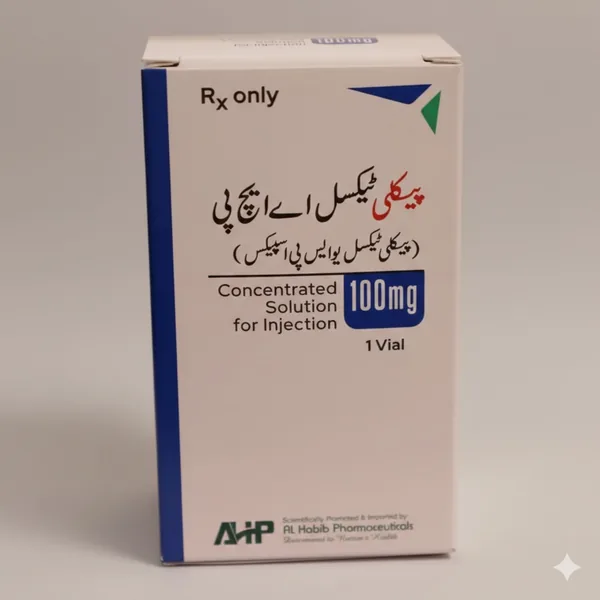 100mg
Rx only
پیکلی ٹیکسل اے ایچ پی
(پیکلی ٹیکسل یو ایس پی اسپیکس)
Concentrated
Solution
for Injection
100mg
1 Vial
AHP
Scientifically Promoted & Imported by
AL Habib Pharmaceuticals